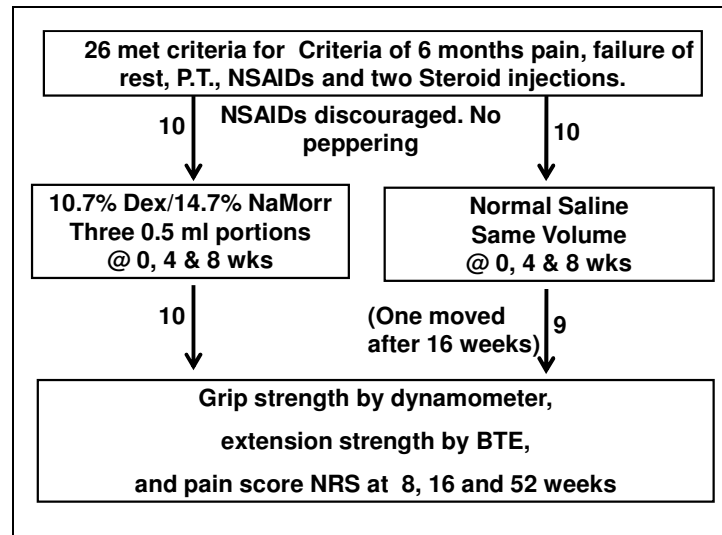 26 met criteria for Criteria of 6 months pain, failure of
rest, P.T., NSAIDs and two Steroid injections.
10
NSAIDs discouraged. No
peppering
10
10.7% Dex/14.7% NaMorr
Three 0.5 ml portions
@ 0, 4 & 8 wks
Normal Saline
Same Volume
@ 0, 4 & 8 wks
10
(One moved
after 16 weeks)
9
Grip strength by dynamometer,
extension strength by BTE,
and pain score NRS at 8, 16 and 52 weeks